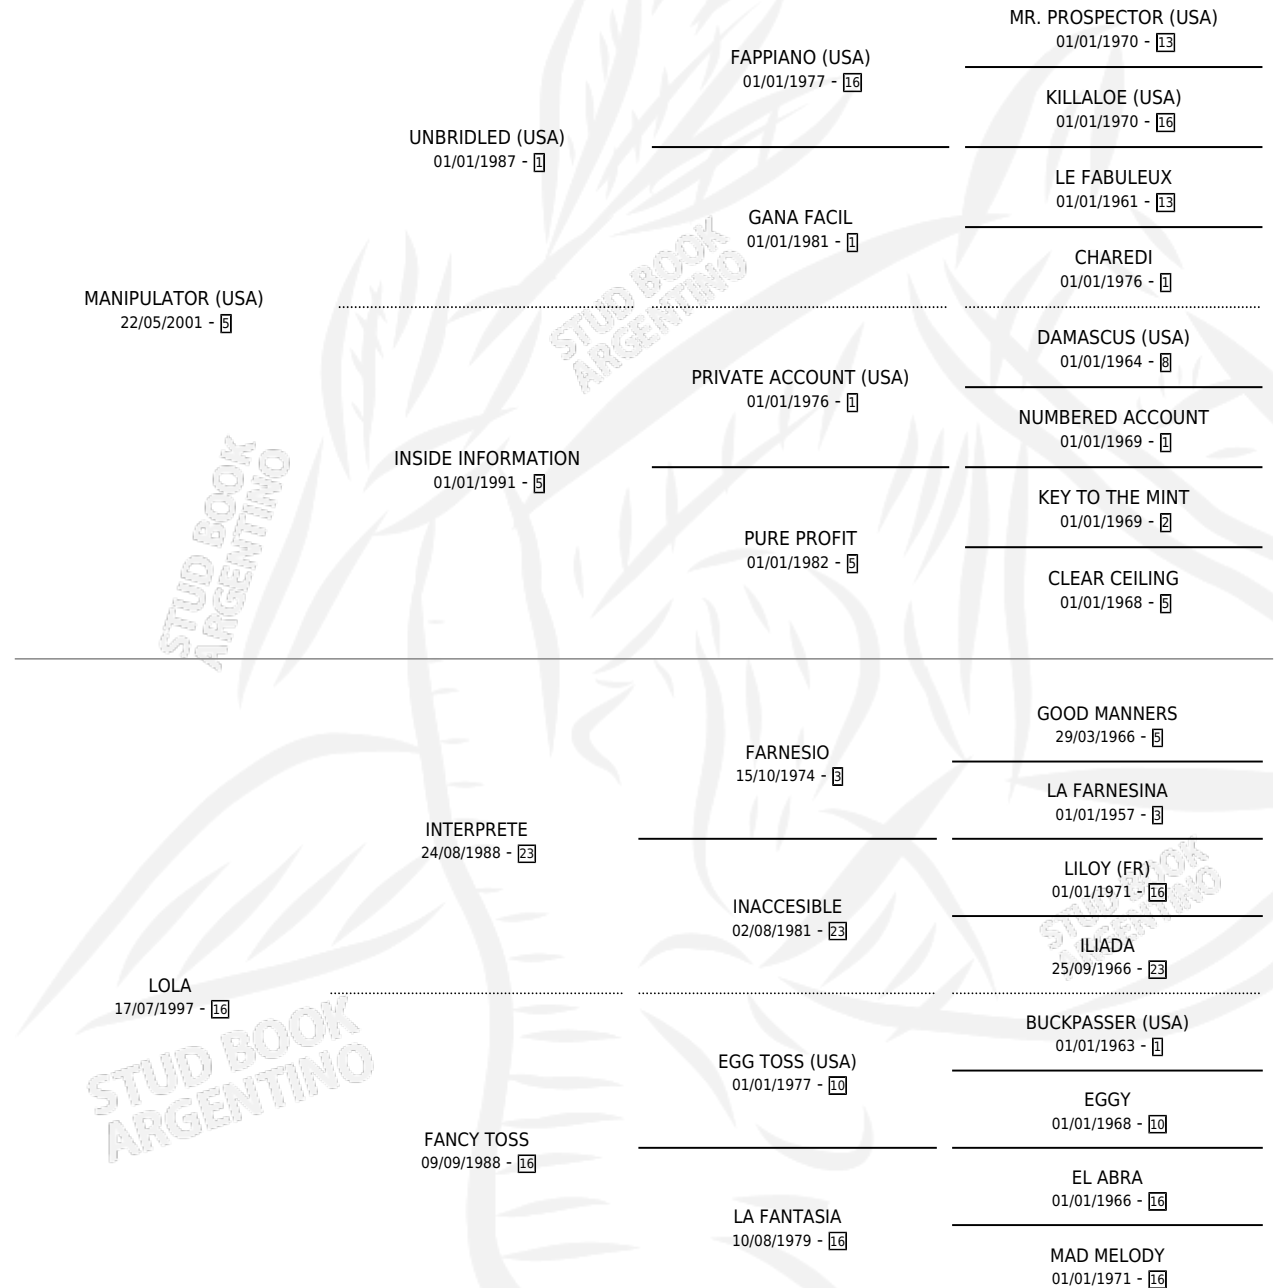 MR. PROSPECTOR (USA)
01/01/1970 - 13
FAPPIANO (USA)
01/01/1977 - 16
KILLALOE (USA)
01/01/1970 - 16
UNBRIDLED (USA)
01/01/1987 - 1
LE FABULEUX
01/01/1961 - 13
GANA FACIL
01/01/1981 - 1
CHAREDI
01/01/1976 - 1
MANIPULATOR (USA)
22/05/2001 - 5
DAMASCUS (USA)
01/01/1964 - 8
PRIVATE ACCOUNT (USA)
01/01/1976 - 1
NUMBERED ACCOUNT
01/01/1969 - 1
INSIDE INFORMATION
01/01/1991 - 5
KEY TO THE MINT
01/01/1969 - 2
PURE PROFIT
01/01/1982 - 5
CLEAR CEILING
01/01/1968 - 5
GOOD MANNERS
29/03/1966 - 5
FARNESIO
15/10/1974 - 3
LA FARNESINA
01/01/1957 - 3
INTERPRETE
24/08/1988 - 23
LILOY (FR)
01/01/1971 - 16
INACCESIBLE
02/08/1981 - 23
ILIADA
25/09/1966 - 23
LOLA
17/07/1997 - 16
BUCKPASSER (USA)
01/01/1963 - 1
EGG TOSS (USA)
01/01/1977 - 10
EGGY
01/01/1968 - 10
FANCY TOSS
09/09/1988 - 16
EL ABRA
01/01/1966 - 16
LA FANTASIA
10/08/1979 - 16
MAD MELODY
01/01/1971 - 16
STUD BOOK
ARGENTINO
STUD BOOK
ARGENTINO
STUD BOOK
ARGENTINO
STUD BOOK
ARGENTINO